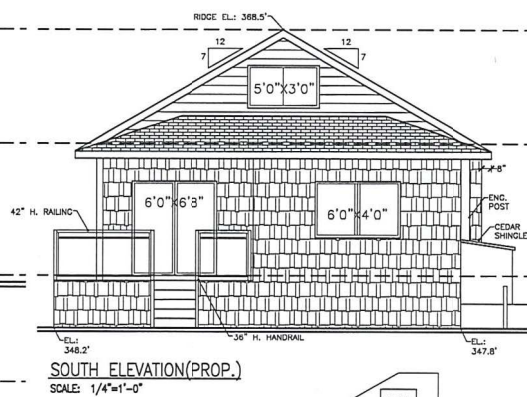 RIDGE EL.: 368.5'
12
12
7
7
5'0"X3'0"
8"
6'0"X6'8"
6'0"X4'0"
ENG.
POST
42" H. RAILING
CEDAR
SHINGLE
EL.:
348.2'
36" H. HANDRAIL
EL.:
347.8'
SOUTH ELEVATION(PROP.)
SCALE: 1/4"=1'-0"